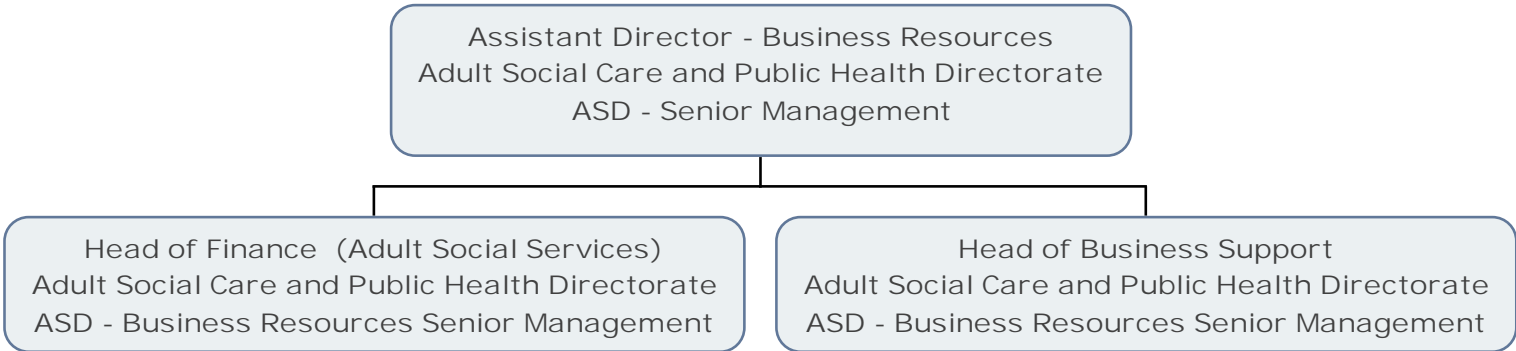 Assistant Director - Business Resources
Adult Social Care and Public Health Directorate
ASD - Senior Management
Head of Finance (Adult Social Services)
Adult Social Care and Public Health Directorate
ASD - Business Resources Senior Management
Head of Business Support
Adult Social Care and Public Health Directorate
ASD - Business Resources Senior Management